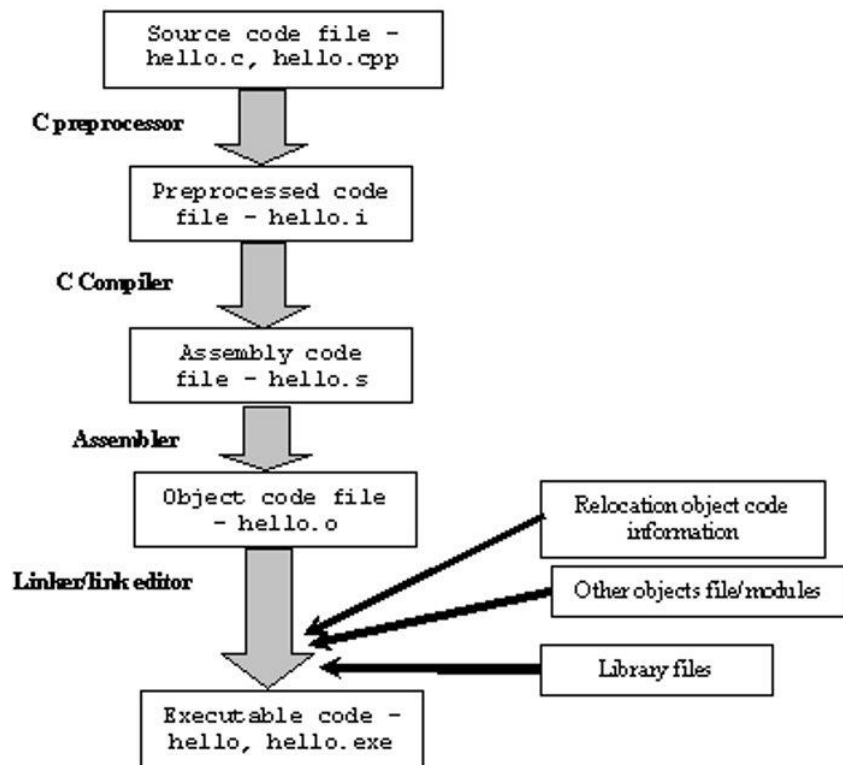 Source code file -
hello.c, hello.cpp
C preprocessor
Preprocessed code
file - hello.i
C Compiler
Assembly code
file - hello.s
Assembler
Object code file
- hello.o
Linker/link editor
Relocation object code
information
Other objects file/modules
Library files
Executable code -
hello, hello.exe